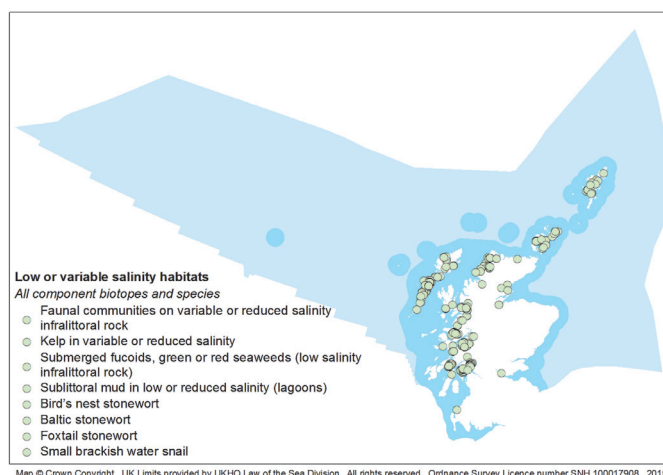 Low or variable salinity habitats
All component biotopes and species
Faunal communities on variable or reduced salinity
infralittoral rock
Kelp in variable or reduced salinity
Submerged fucoids, green or red seaweeds (low salinity
infralittoral rock)
Sublittoral mud in low or reduced salinity (lagoons)
Bird's nest stonewort
Baltic stonewort
Foxtail stonewort
Small brackish water snail
Map © Crown Copyright. UK Limits provided by UKHO Law of the Sea Division. All rights reserved. Ordnance Survey Licence number SNH 100017908